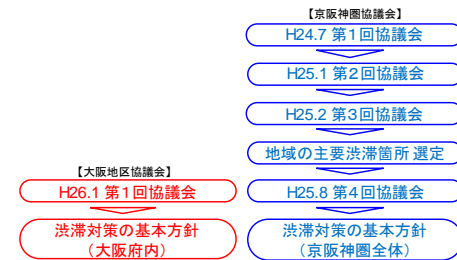 【京阪神圏協議会】
H24.7 第1回協議会
H25.1 第2回協議会
H25.2 第3回協議会
地域の主要渋滞箇所 選定
H25.8 第4回協議会
渋滞対策の基本方針
（京阪神圏全体）
【大阪地区協議会】
H26.1 第1回協議会
渋滞対策の基本方針
（大阪府内）